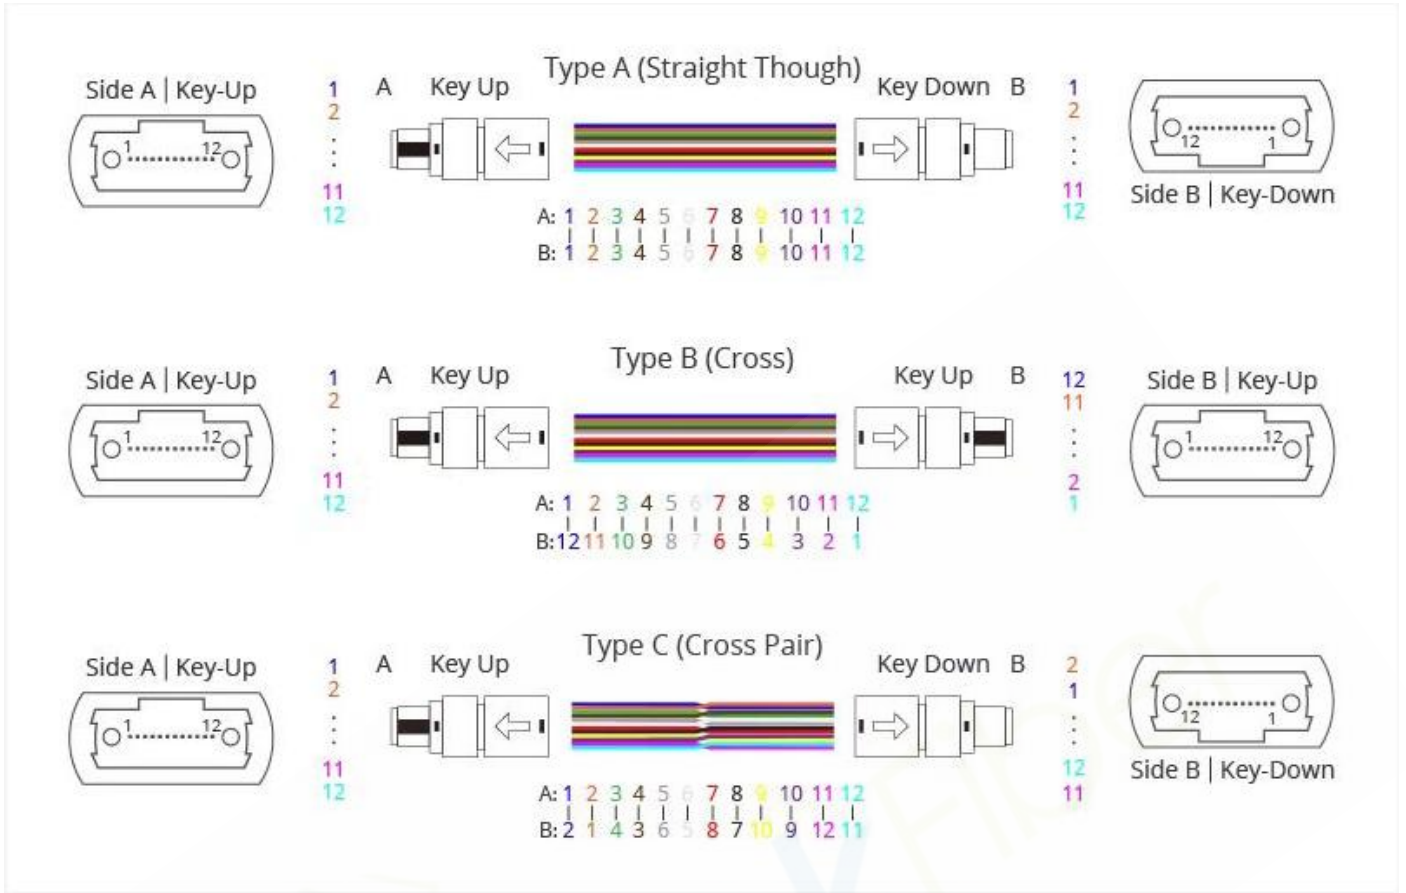 Type A (Straight Though)
Side A | Key-Up
1
2
11
12
A Key Up
Key Down B
1
2
11
12
1 12
12 1
Side B | Key-Down
A: 1 2 3 4 5 6 7 8 9 10 11 12
B: 1 2 3 4 5 6 7 8 9 10 11 12
Type B (Cross)
Side A | Key-Up
1
2
11
12
A Key Up
Key Up B
12
11
2
1
Side B | Key-Up
1 12
1 12
A: 1 2 3 4 5 6 7 8 9 10 11 12
B: 12 11 10 9 8 7 6 5 4 3 2 1
Type C (Cross Pair)
Side A | Key-Up
1
2
11
12
A Key Up
Key Down B
2
1
12
11
1 12
12 1
Side B | Key-Down
A: 1 2 3 4 5 6 7 8 9 10 11 12
B: 2 1 4 3 6 5 8 7 10 9 12 11